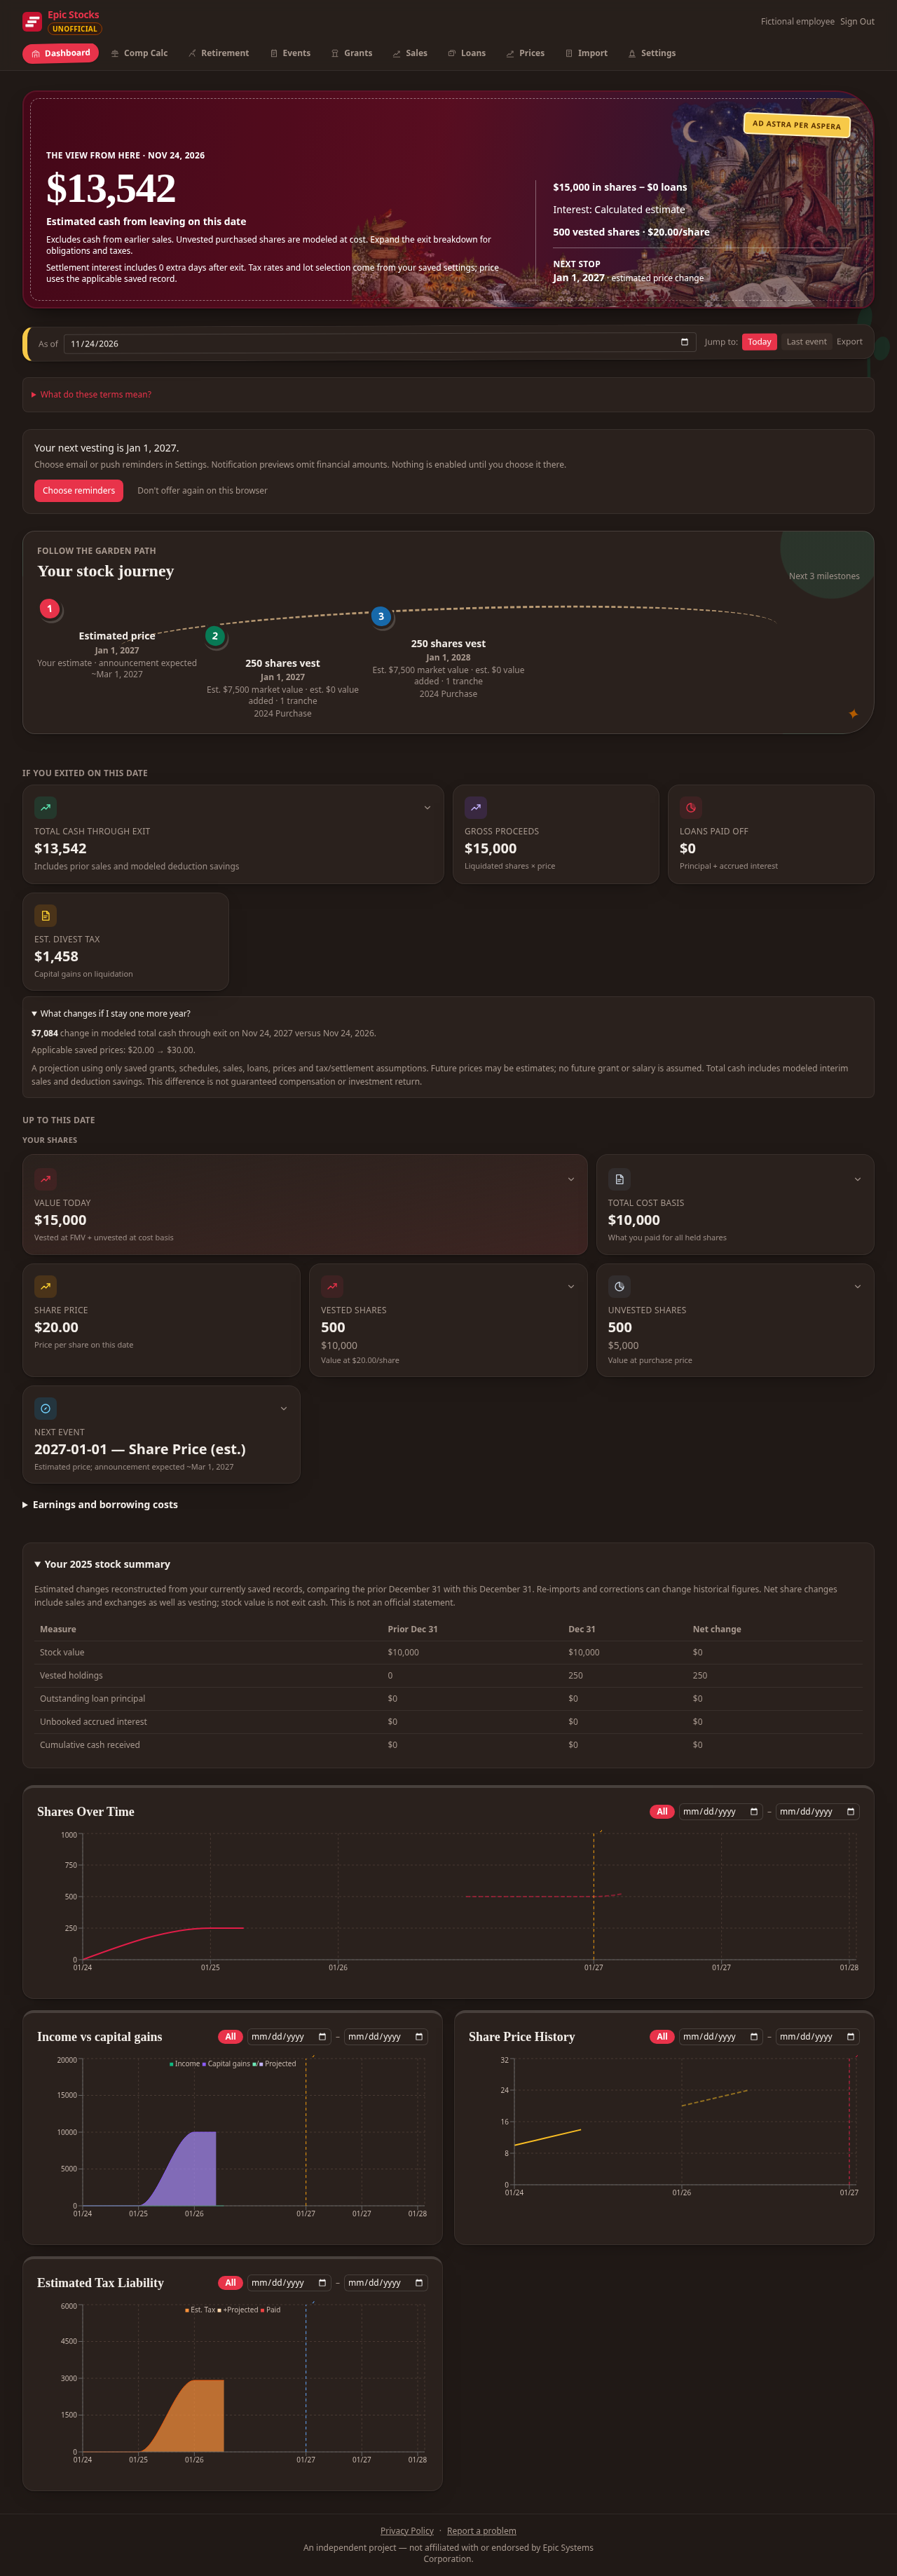 Epic Stocks
UNOFFICIAL
Fictional employee Sign Out
Dashboard Comp Calc Retirement Events Grants Sales Loans Prices Import Settings
AD ASTRA PER ASPERA
THE VIEW FROM HERE · NOV 24, 2026
$13,542
Estimated cash from leaving on this date
Excludes cash from earlier sales. Unvested purchased shares are modeled at cost. Expand the exit breakdown for
obligations and taxes.
Settlement interest includes 0 extra days after exit. Tax rates and lot selection come from your saved settings; price
uses the applicable saved record.
$15,000 in shares − $0 loans
Interest: Calculated estimate
500 vested shares · $20.00/share
NEXT STOP
Jan 1, 2027 · estimated price change
As of 11/24/2026
Jump to: Today Last event Export
What do these terms mean?
Your next vesting is Jan 1, 2027.
Choose email or push reminders in Settings. Notification previews omit financial amounts. Nothing is enabled until you choose it there.
Choose reminders Don't offer again on this browser
FOLLOW THE GARDEN PATH
Your stock journey
Next 3 milestones
1
Estimated price
Jan 1, 2027
Your estimate · announcement expected
~Mar 1, 2027
2
250 shares vest
Jan 1, 2027
Est. $7,500 market value · est. $0 value
added · 1 tranche
2024 Purchase
3
250 shares vest
Jan 1, 2028
Est. $7,500 market value · est. $0 value
added · 1 tranche
2024 Purchase
IF YOU EXITED ON THIS DATE
TOTAL CASH THROUGH EXIT
$13,542
Includes prior sales and modeled deduction savings
GROSS PROCEEDS
$15,000
Liquidated shares × price
LOANS PAID OFF
$0
Principal + accrued interest
EST. DIVEST TAX
$1,458
Capital gains on liquidation
What changes if I stay one more year?
$7,084 change in modeled total cash through exit on Nov 24, 2027 versus Nov 24, 2026.
Applicable saved prices: $20.00 → $30.00.
A projection using only saved grants, schedules, sales, loans, prices and tax/settlement assumptions. Future prices may be estimates; no future grant or salary is assumed. Total cash includes modeled interim
sales and deduction savings. This difference is not guaranteed compensation or investment return.
UP TO THIS DATE
YOUR SHARES
VALUE TODAY
$15,000
Vested at FMV + unvested at cost basis
TOTAL COST BASIS
$10,000
What you paid for all held shares
SHARE PRICE
$20.00
Price per share on this date
VESTED SHARES
500
$10,000
Value at $20.00/share
UNVESTED SHARES
500
$5,000
Value at purchase price
NEXT EVENT
2027-01-01 — Share Price (est.)
Estimated price; announcement expected ~Mar 1, 2027
Earnings and borrowing costs
Your 2025 stock summary
Estimated changes reconstructed from your currently saved records, comparing the prior December 31 with this December 31. Re-imports and corrections can change historical figures. Net share changes
include sales and exchanges as well as vesting; stock value is not exit cash. This is not an official statement.
Measure Prior Dec 31 Dec 31 Net change
Stock value $10,000 $10,000 $0
Vested holdings 0 250 250
Outstanding loan principal $0 $0 $0
Unbooked accrued interest $0 $0 $0
Cumulative cash received $0 $0 $0
Shares Over Time
All mm/dd/yyyy – mm/dd/yyyy
1000
750
500
250
0
01/24 01/25 01/26 01/27 01/27 01/28
Income vs capital gains
All mm/dd/yyyy – mm/dd/yyyy
Income Capital gains / Projected
20000
15000
10000
5000
0
01/24 01/25 01/26 01/27 01/27 01/28
Share Price History
All mm/dd/yyyy – mm/dd/yyyy
32
24
16
8
0
01/24 01/26 01/27
Estimated Tax Liability
All mm/dd/yyyy – mm/dd/yyyy
Est. Tax +Projected Paid
6000
4500
3000
1500
0
01/24 01/25 01/26 01/27 01/27 01/28
Privacy Policy · Report a problem
An independent project — not affiliated with or endorsed by Epic Systems
Corporation.